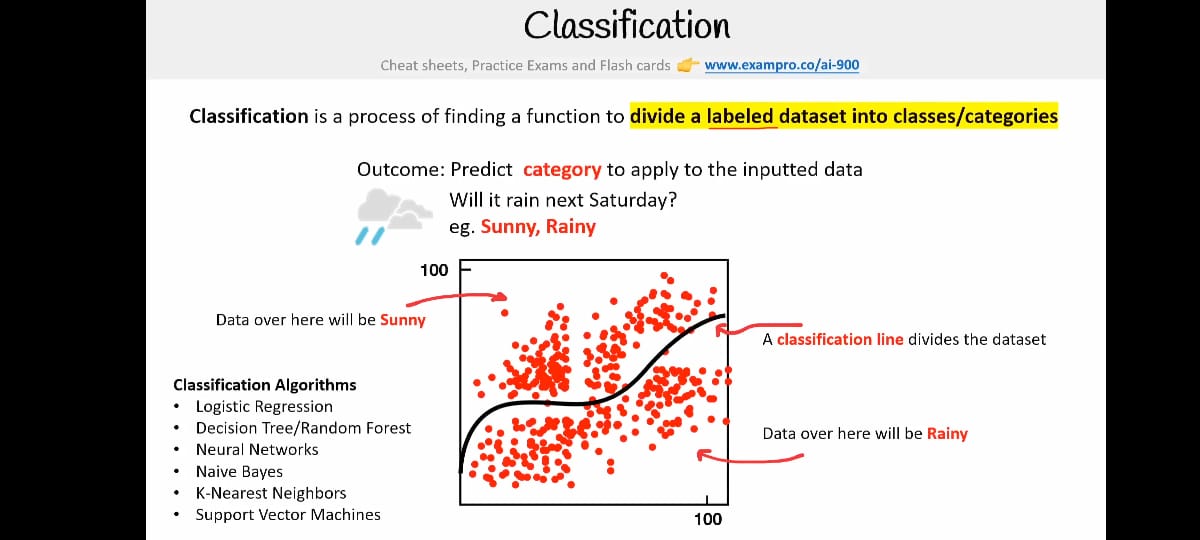 Classification
Cheat sheets, Practice Exams and Flash cards 👉 www.exampro.co/ai-900
Classification is a process of finding a function to divide a labeled dataset into classes/categories
Outcome: Predict category to apply to the inputted data
Will it rain next Saturday?
eg. Sunny, Rainy
100
Data over here will be Sunny
A classification line divides the dataset
Classification Algorithms
• Logistic Regression
• Decision Tree/Random Forest
• Neural Networks
• Naive Bayes
• K-Nearest Neighbors
• Support Vector Machines
Data over here will be Rainy
100